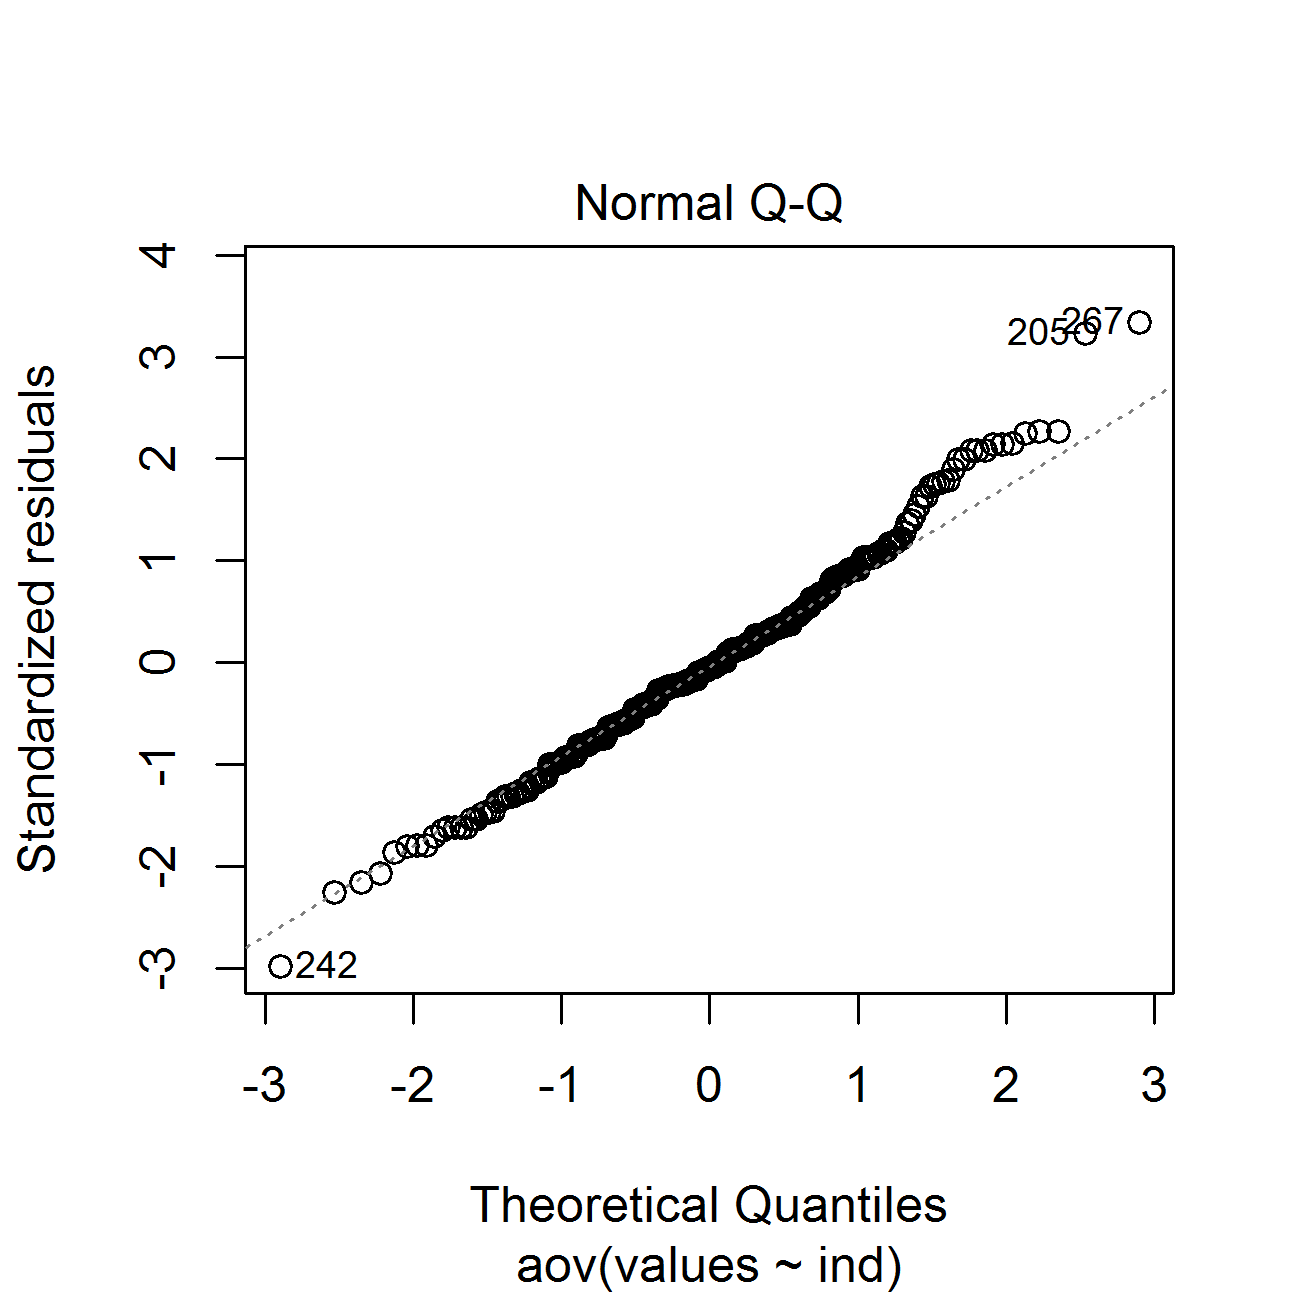 Normal Q-Q
Standardized residuals
4
3
2
1
0
-1
-2
-3
205
267
242
-3 -2 -1 0 1 2 3
Theoretical Quantiles
aov(values ~ ind)